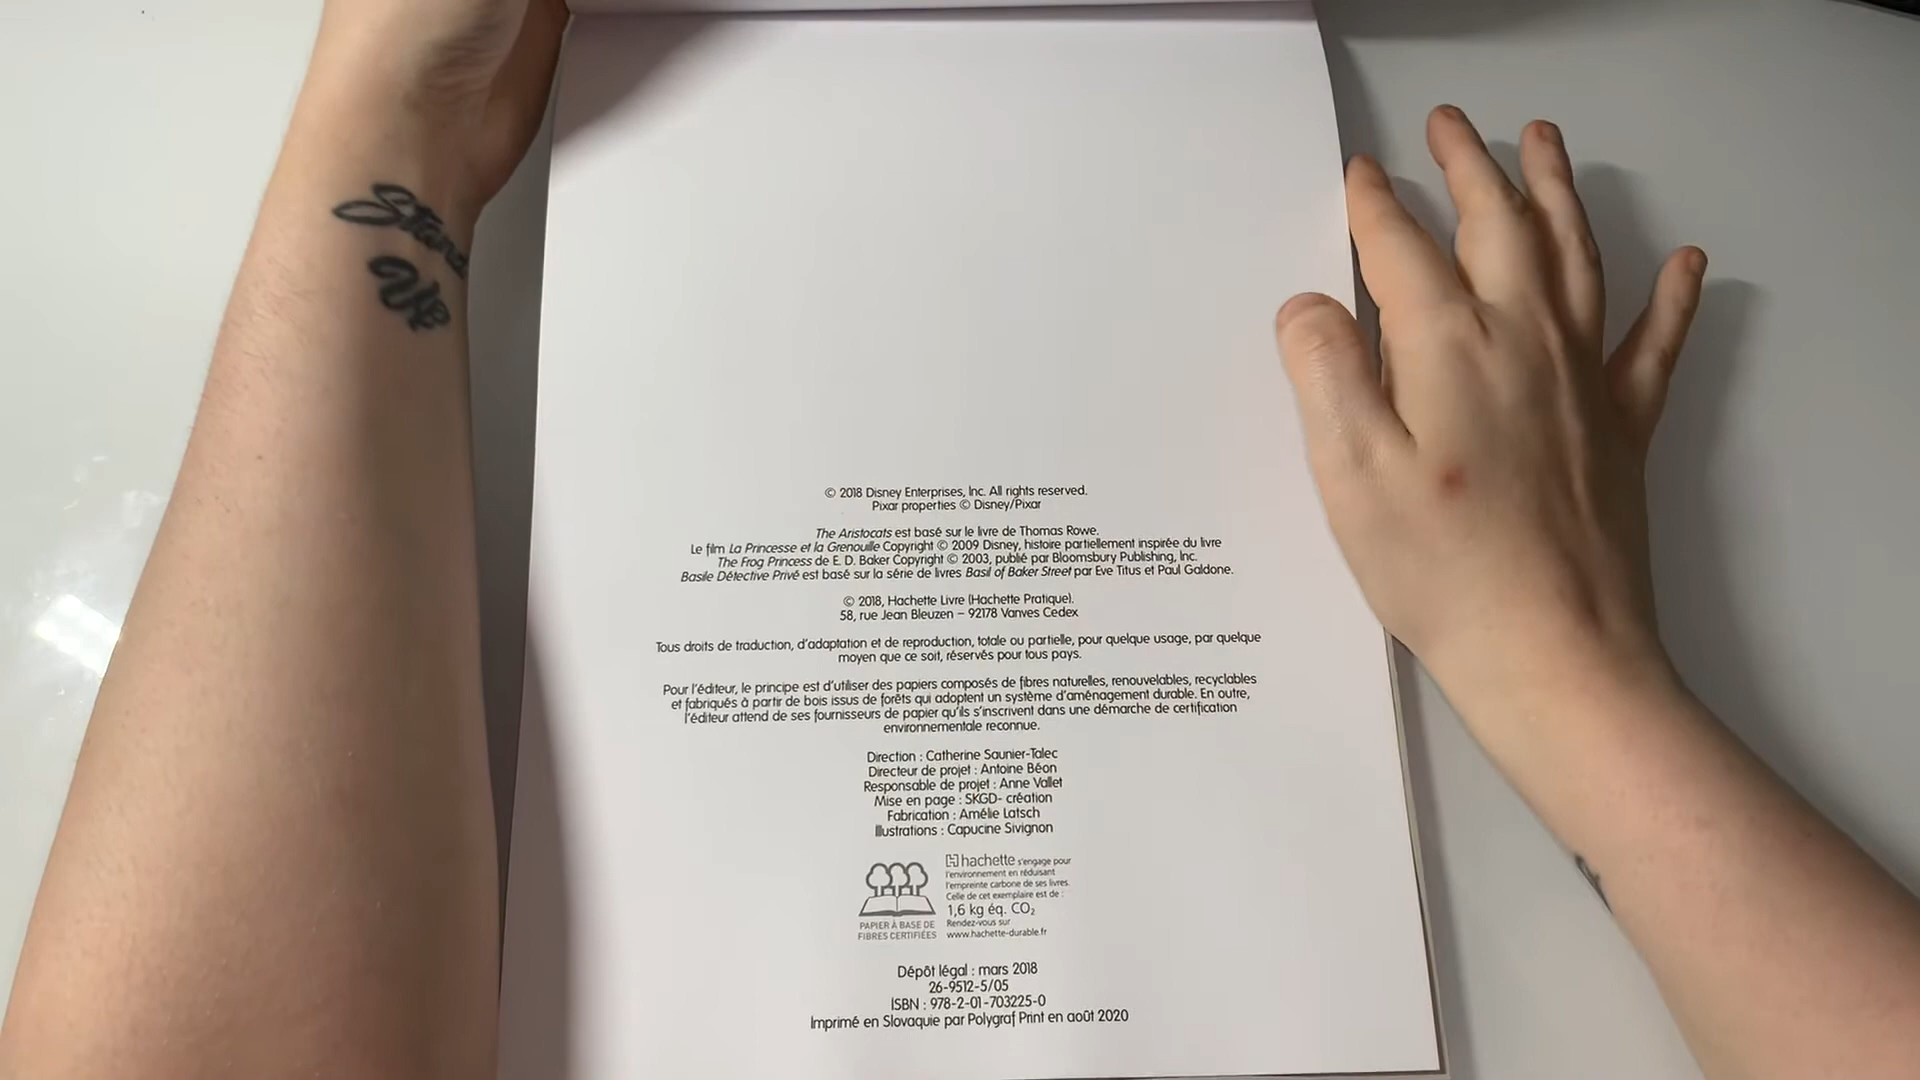 Stand
© 2018 Disney Enterprises, Inc. All rights reserved.
Pixar properties © Disney/Pixar
The Aristocats est basé sur le livre de Thomas Rowe.
Le film La Princesse et la Grenouille Copyright © 2009 Disney, histoire partiellement inspirée du livre
The Frog Princess de E. D. Baker Copyright © 2003, publié par Bloomsbury Publishing, Inc.
Basile Détective Privé est basé sur la série de livres Basil of Baker Street par Eve Titus et Paul Galdone.
© 2018, Hachette Livre (Hachette Pratique).
58, rue Jean Bleuzen – 92178 Vanves Cedex
Tous droits de traduction, d'adaptation et de reproduction, totale ou partielle, pour quelque usage, par quelque
moyen que ce soit, réservés pour tous pays.
Pour l'éditeur, le principe est d'utiliser des papiers composés de fibres naturelles, renouvelables, recyclables
et fabriqués à partir de bois issus de forêts qui adoptent un système d'aménagement durable. En outre,
l'éditeur attend de ses fournisseurs de papier qu'ils s'inscrivent dans une démarche de certification
environnementale reconnue.
Direction : Catherine Saunier-Talec
Directeur de projet : Antoine Béon
Responsable de projet : Anne Vallet
Mise en page : SKGD- création
Fabrication : Amélie Latsch
Illustrations : Capucine Sivignon
hachette s'engage pour
l'environnement en réduisant
l'empreinte carbone de ses livres.
Celle de cet exemplaire est de :
1,6 kg éq. CO₂
Rendez-vous sur
www.hachette-durable.fr
PAPIER À BASE DE
FIBRES CERTIFIÉES
Dépôt légal : mars 2018
26-9512-5/05
ISBN : 978-2-01-703225-0
Imprimé en Slovaquie par Polygraf Print en août 2020